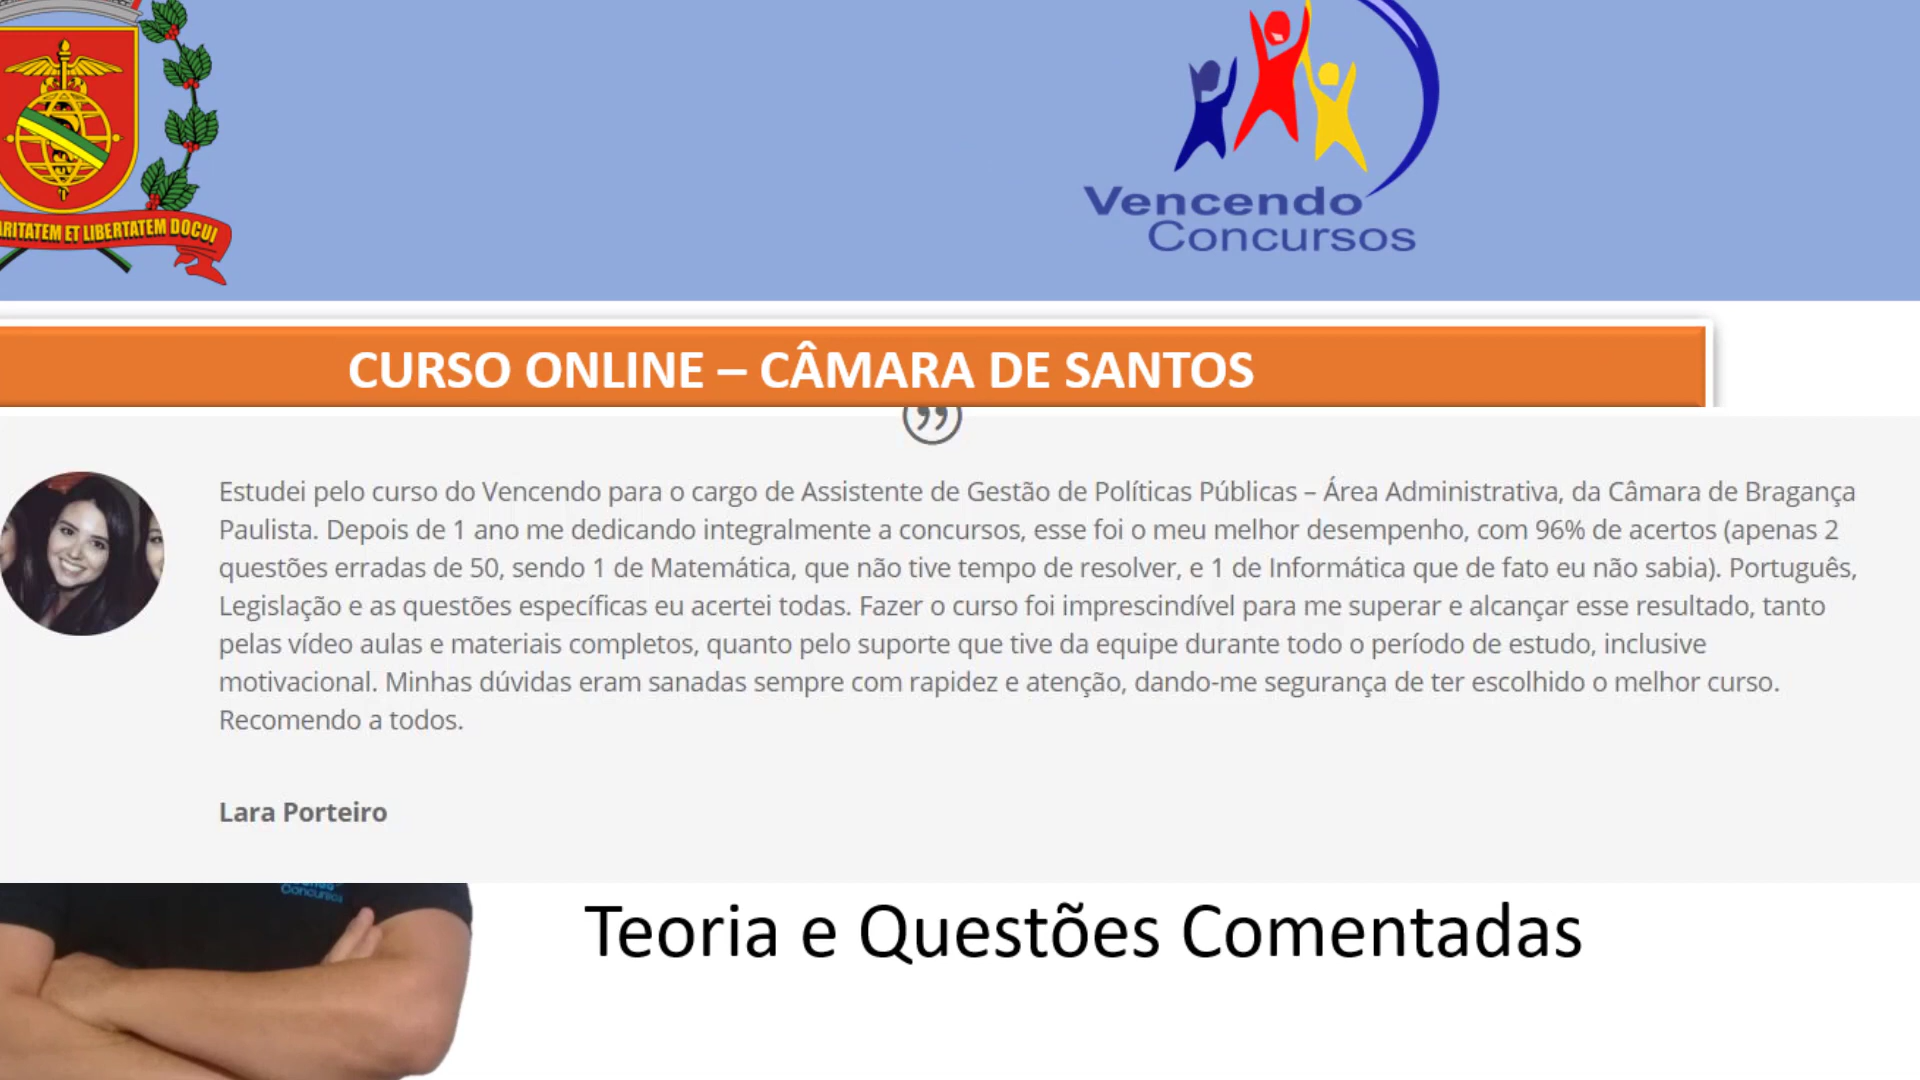 RITATEM ET LIBERTATEM DOCUI
Vencendo
Concursos
CURSO ONLINE – CÂMARA DE SANTOS
Estudei pelo curso do Vencendo para o cargo de Assistente de Gestão de Políticas Públicas – Área Administrativa, da Câmara de Bragança
Paulista. Depois de 1 ano me dedicando integralmente a concursos, esse foi o meu melhor desempenho, com 96% de acertos (apenas 2
questões erradas de 50, sendo 1 de Matemática, que não tive tempo de resolver, e 1 de Informática que de fato eu não sabia). Português,
Legislação e as questões específicas eu acertei todas. Fazer o curso foi imprescindível para me superar e alcançar esse resultado, tanto
pelas vídeo aulas e materiais completos, quanto pelo suporte que tive da equipe durante todo o período de estudo, inclusive
motivacional. Minhas dúvidas eram sanadas sempre com rapidez e atenção, dando-me segurança de ter escolhido o melhor curso.
Recomendo a todos.
Lara Porteiro
Concursos
Teoria e Questões Comentadas